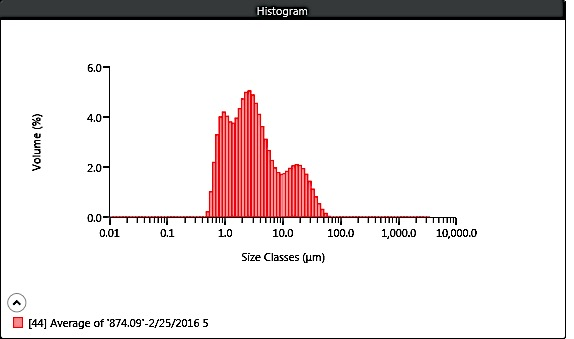 Histogram
6.0
4.0
2.0
0.0
Volume (%)
0.01 0.1 1.0 10.0 100.0 1,000.0 10,000.0
Size Classes (μm)
[44] Average of '874.09'-2/25/2016 5